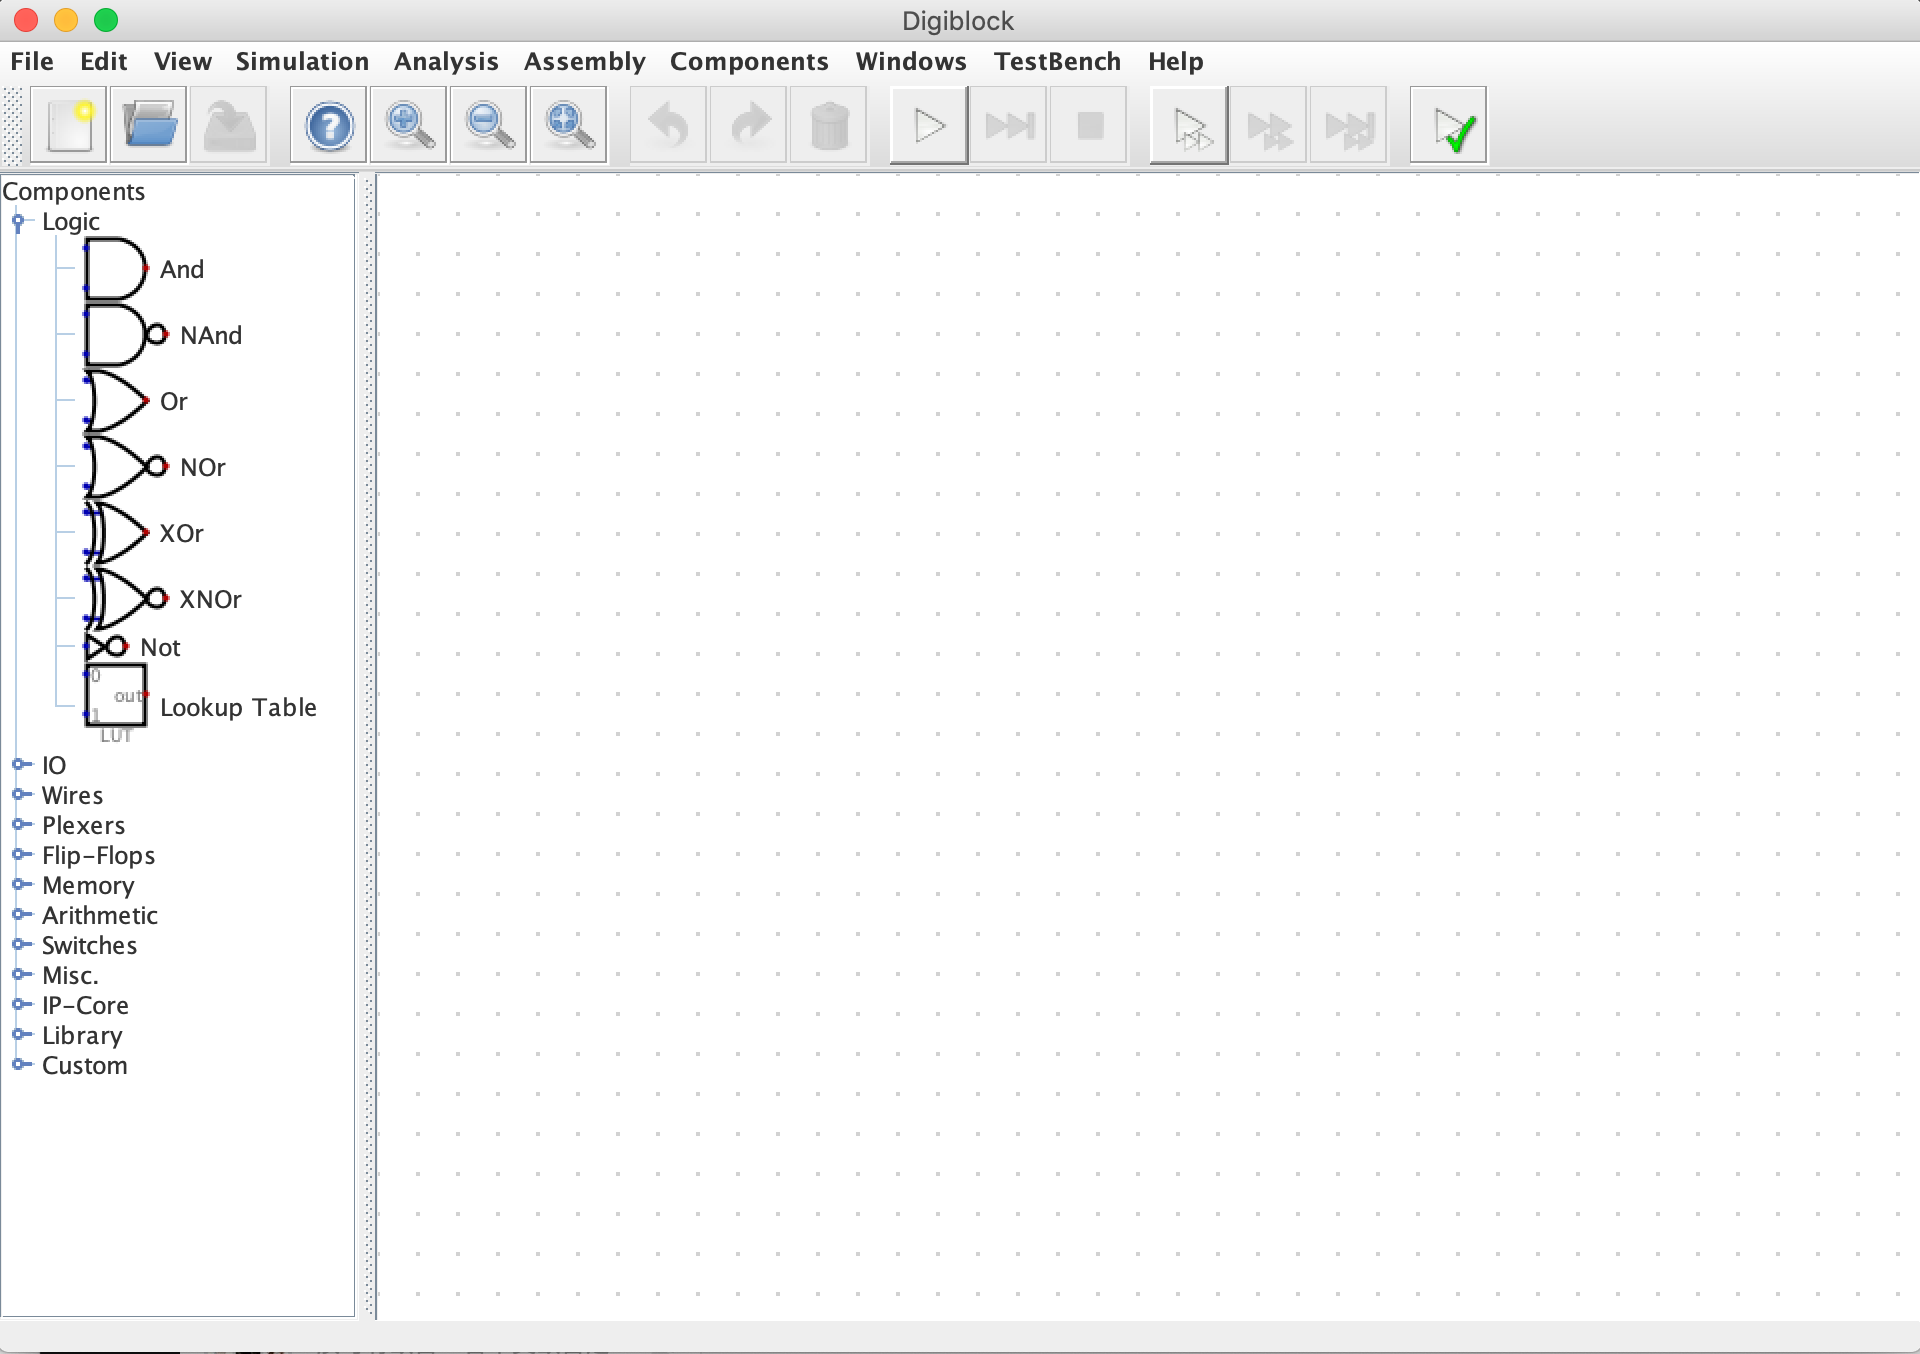 Digiblock
File Edit View Simulation Analysis Assembly Components Windows TestBench Help
Components
Logic
And
NAnd
Or
NOr
XOr
XNOr
Not
0
out
1
Lookup Table
LUT
IO
Wires
Plexers
Flip-Flops
Memory
Arithmetic
Switches
Misc.
IP-Core
Library
Custom